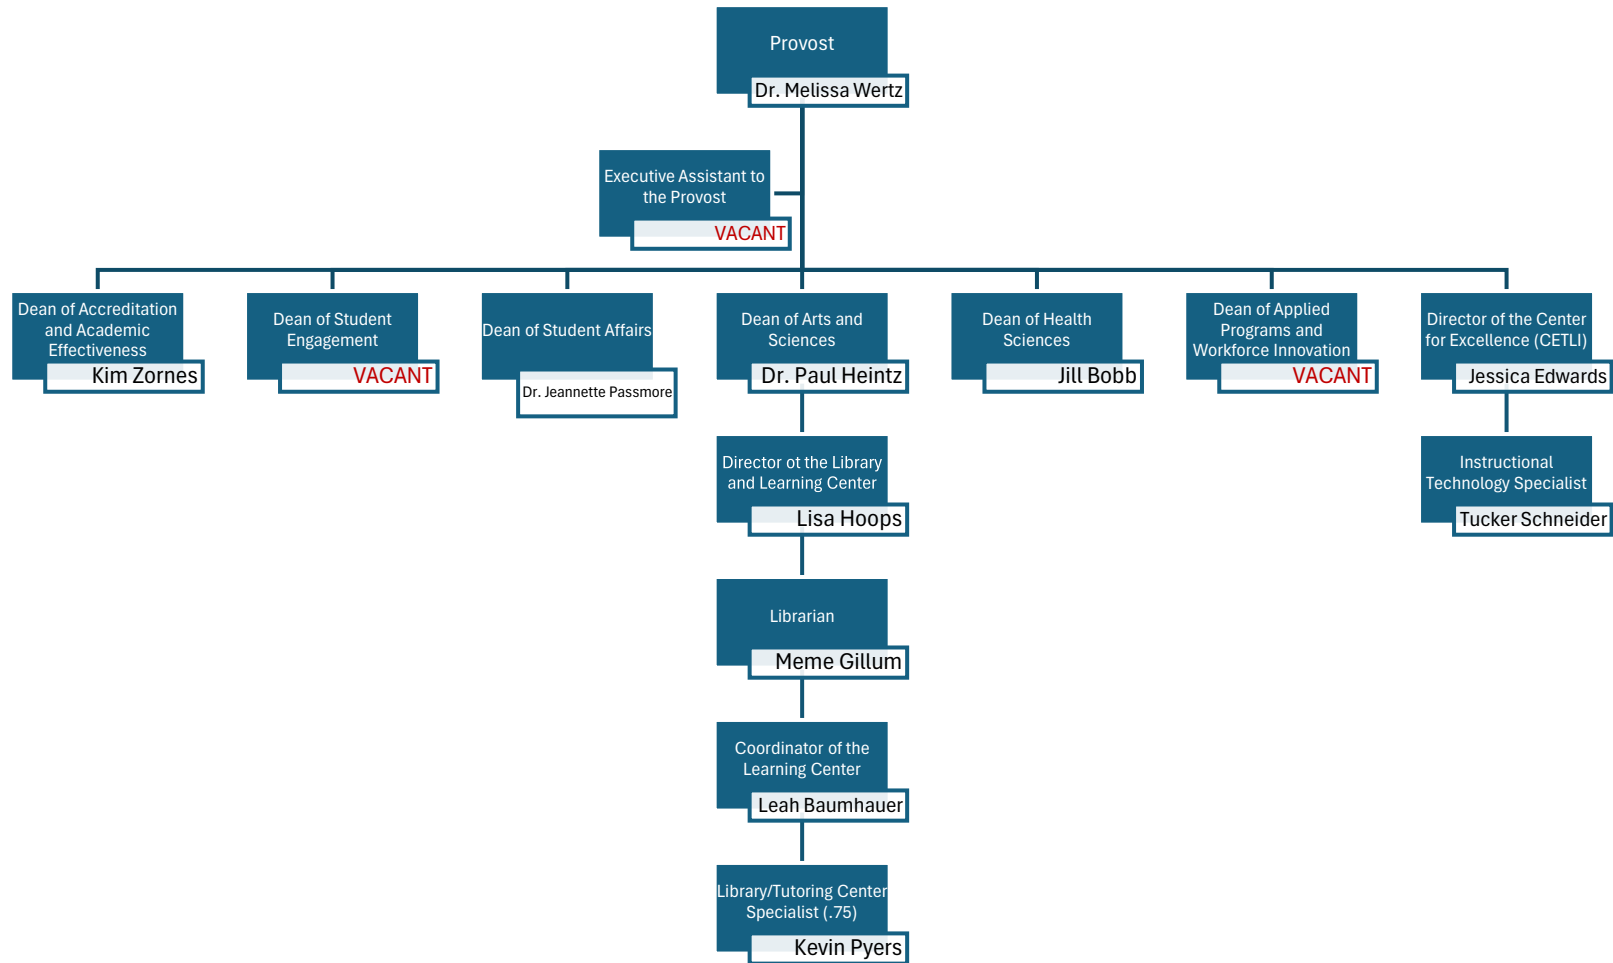 Provost
Dr. Melissa Wertz
Executive Assistant to
the Provost
VACANT
Dean of Accreditation
and Academic
Effectiveness
Kim Zornes
Dean of Student
Engagement
VACANT
Dean of Student Affairs
Dr. Jeannette Passmore
Dean of Arts and
Sciences
Dr. Paul Heintz
Dean of Health
Sciences
Jill Bobb
Dean of Applied
Programs and
Workforce Innovation
VACANT
Director of the Center
for Excellence (CETLI)
Jessica Edwards
Director ot the Library
and Learning Center
Lisa Hoops
Instructional
Technology Specialist
Tucker Schneider
Librarian
Meme Gillum
Coordinator of the
Learning Center
Leah Baumhauer
Library/Tutoring Center
Specialist (.75)
Kevin Pyers